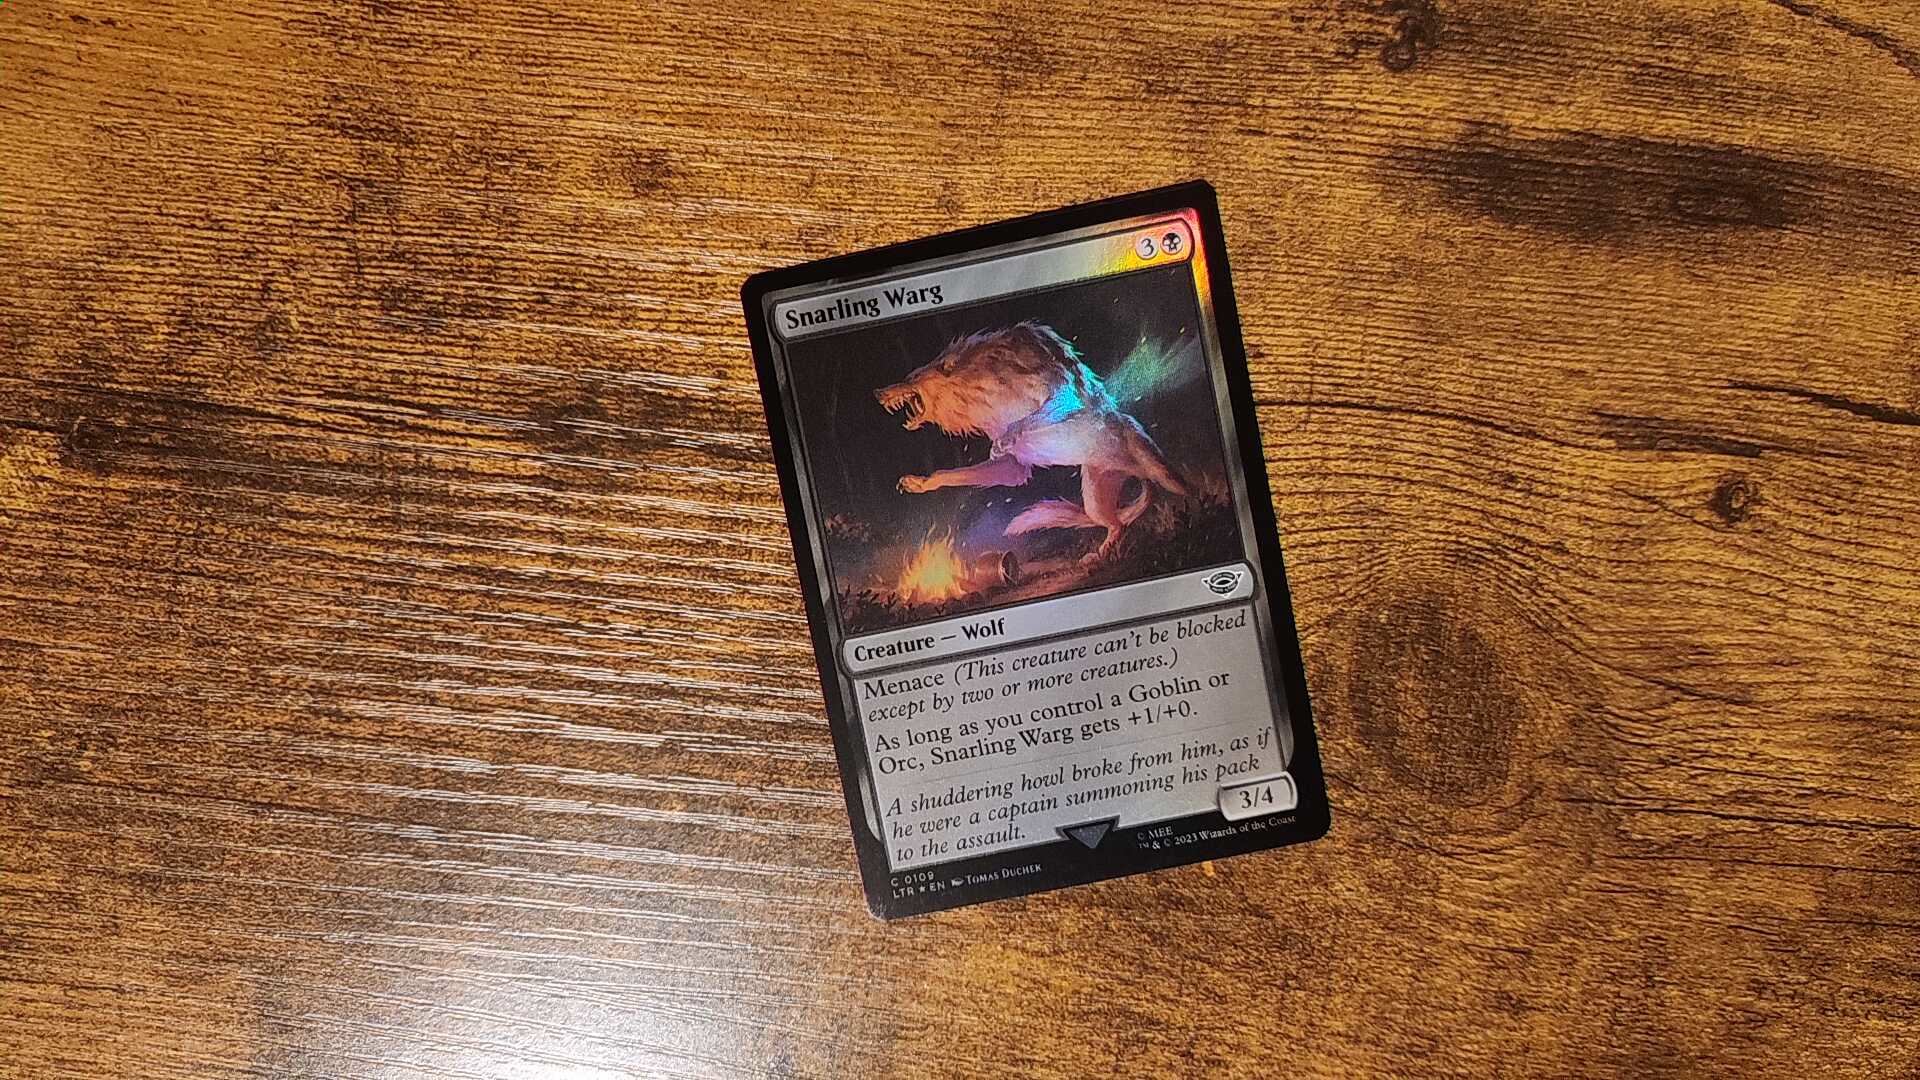 Snarling Warg
3
Creature — Wolf
Menace (This creature can't be blocked
except by two or more creatures.)
As long as you control a Goblin or
Orc, Snarling Warg gets +1/+0.
A shuddering howl broke from him, as if
he were a captain summoning his pack
to the assault.
3/4
C 0109
LTR ★ EN TOMAS DUCHEK
© MEE
™ & © 2023 Wizards of the Coast